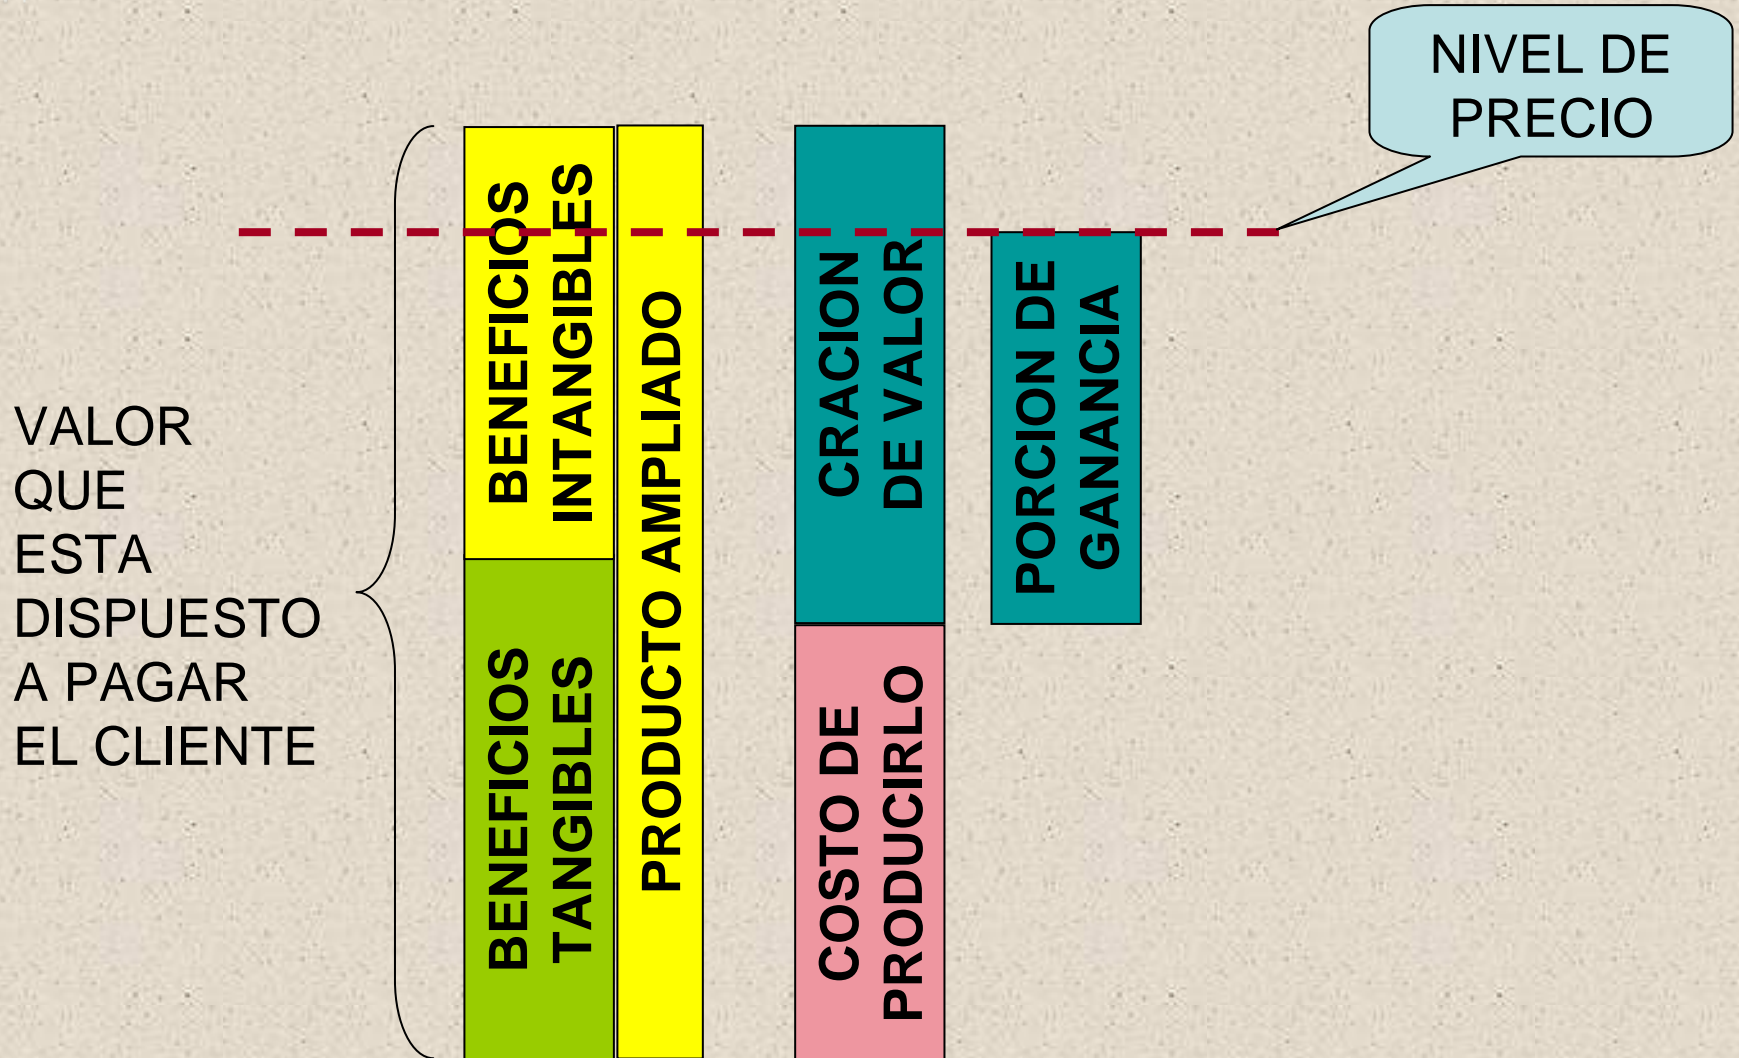 NIVEL DE
PRECIO
VALOR
QUE
ESTA
DISPUESTO
A PAGAR
EL CLIENTE
BENEFICIOS
INTANGIBLES
BENEFICIOS
TANGIBLES
PRODUCTO AMPLIADO
CRACION
DE VALOR
COSTO DE
PRODUCIRLO
PORCION DE
GANANCIA